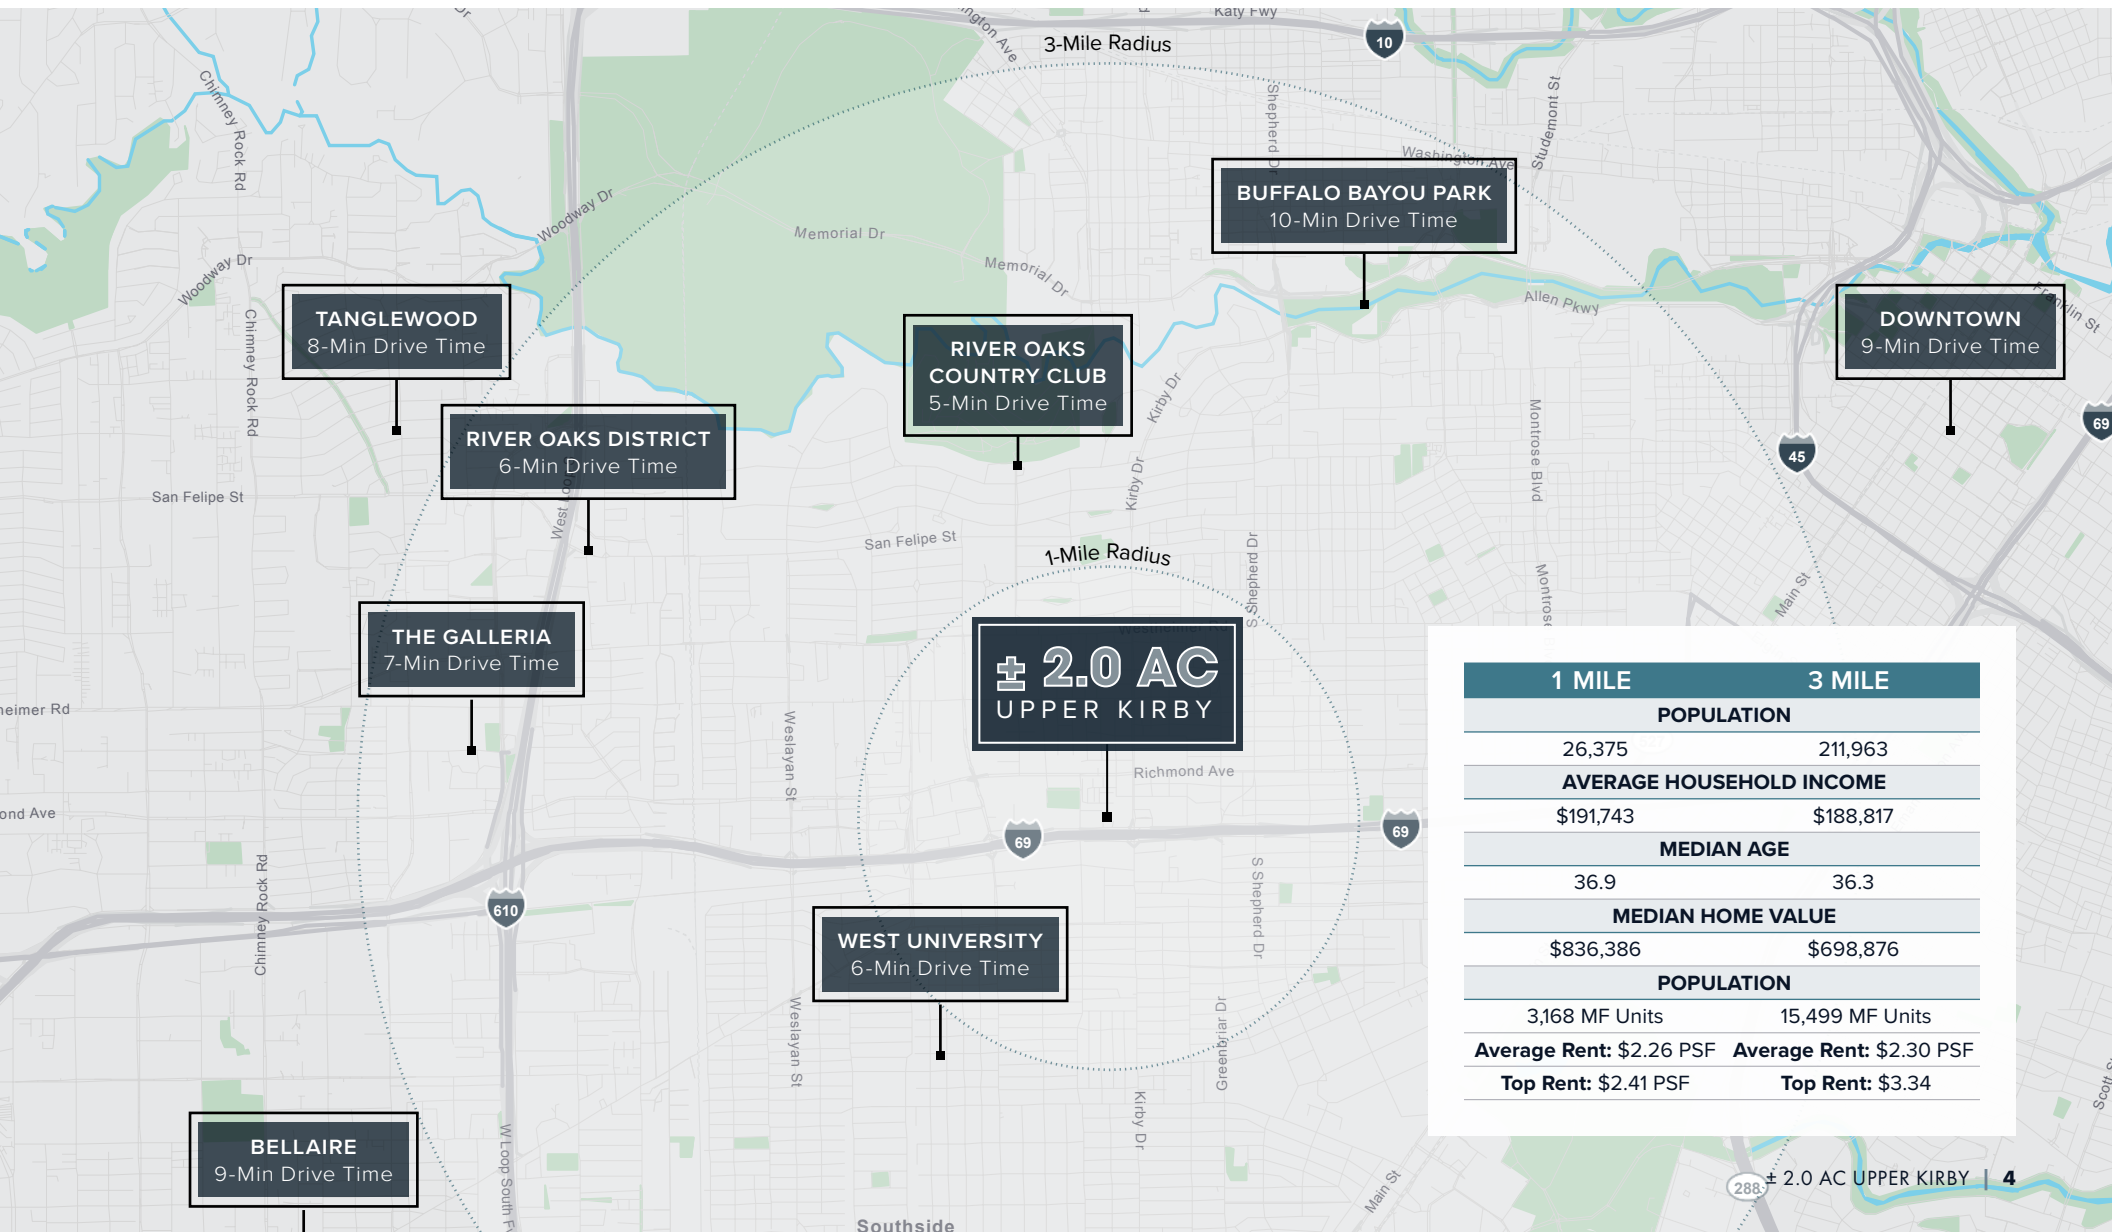 Katy Fwy
10
3-Mile Radius
Chimney Rock Rd
Shepherd Dr
Studemont St
Washington Ave
Woodway Dr
BUFFALO BAYOU PARK
10-Min Drive Time
Memorial Dr
Memorial Dr
Woodway Dr
Allen Pkwy
Franklin St
TANGLEWOOD
8-Min Drive Time
DOWNTOWN
9-Min Drive Time
RIVER OAKS
COUNTRY CLUB
5-Min Drive Time
Chimney Rock Rd
Kirby Dr
69
RIVER OAKS DISTRICT
6-Min Drive Time
Montrose Blvd
45
Kirby Dr
San Felipe St
San Felipe St
1-Mile Radius
S Shepherd Dr
Montrose
Main St
THE GALLERIA
7-Min Drive Time
Westheimer Rd
± 2.0 AC
UPPER KIRBY
eimer Rd
Weslayan St
Richmond Ave
ond Ave
69
69
Chimney Rock Rd
610
S Shepherd Dr
WEST UNIVERSITY
6-Min Drive Time
Weslayan St
Greenbriar Dr
Kirby Dr
BELLAIRE
9-Min Drive Time
Main St
Southside
1 MILE 3 MILE
POPULATION
26,375 211,963
AVERAGE HOUSEHOLD INCOME
$191,743 $188,817
MEDIAN AGE
36.9 36.3
MEDIAN HOME VALUE
$836,386 $698,876
POPULATION
3,168 MF Units 15,499 MF Units
Average Rent: $2.26 PSF Average Rent: $2.30 PSF
Top Rent: $2.41 PSF Top Rent: $3.34
288
± 2.0 AC UPPER KIRBY | 4